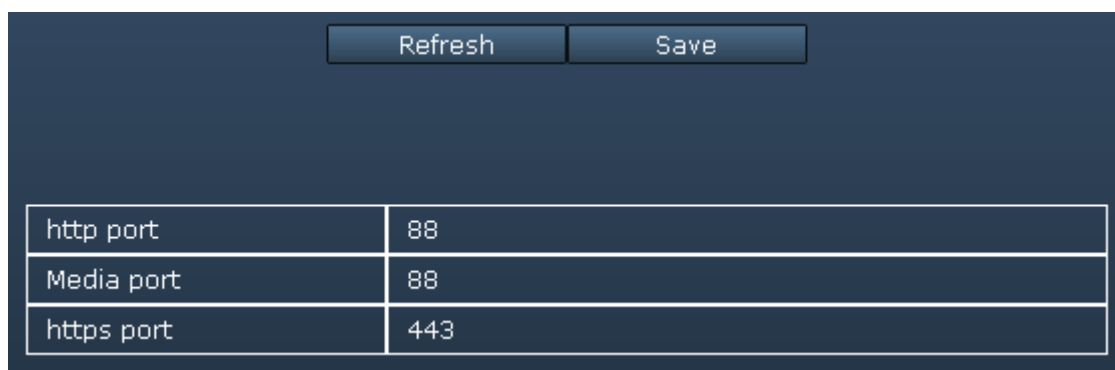 Refresh Save
http port 88
Media port 88
https port 443